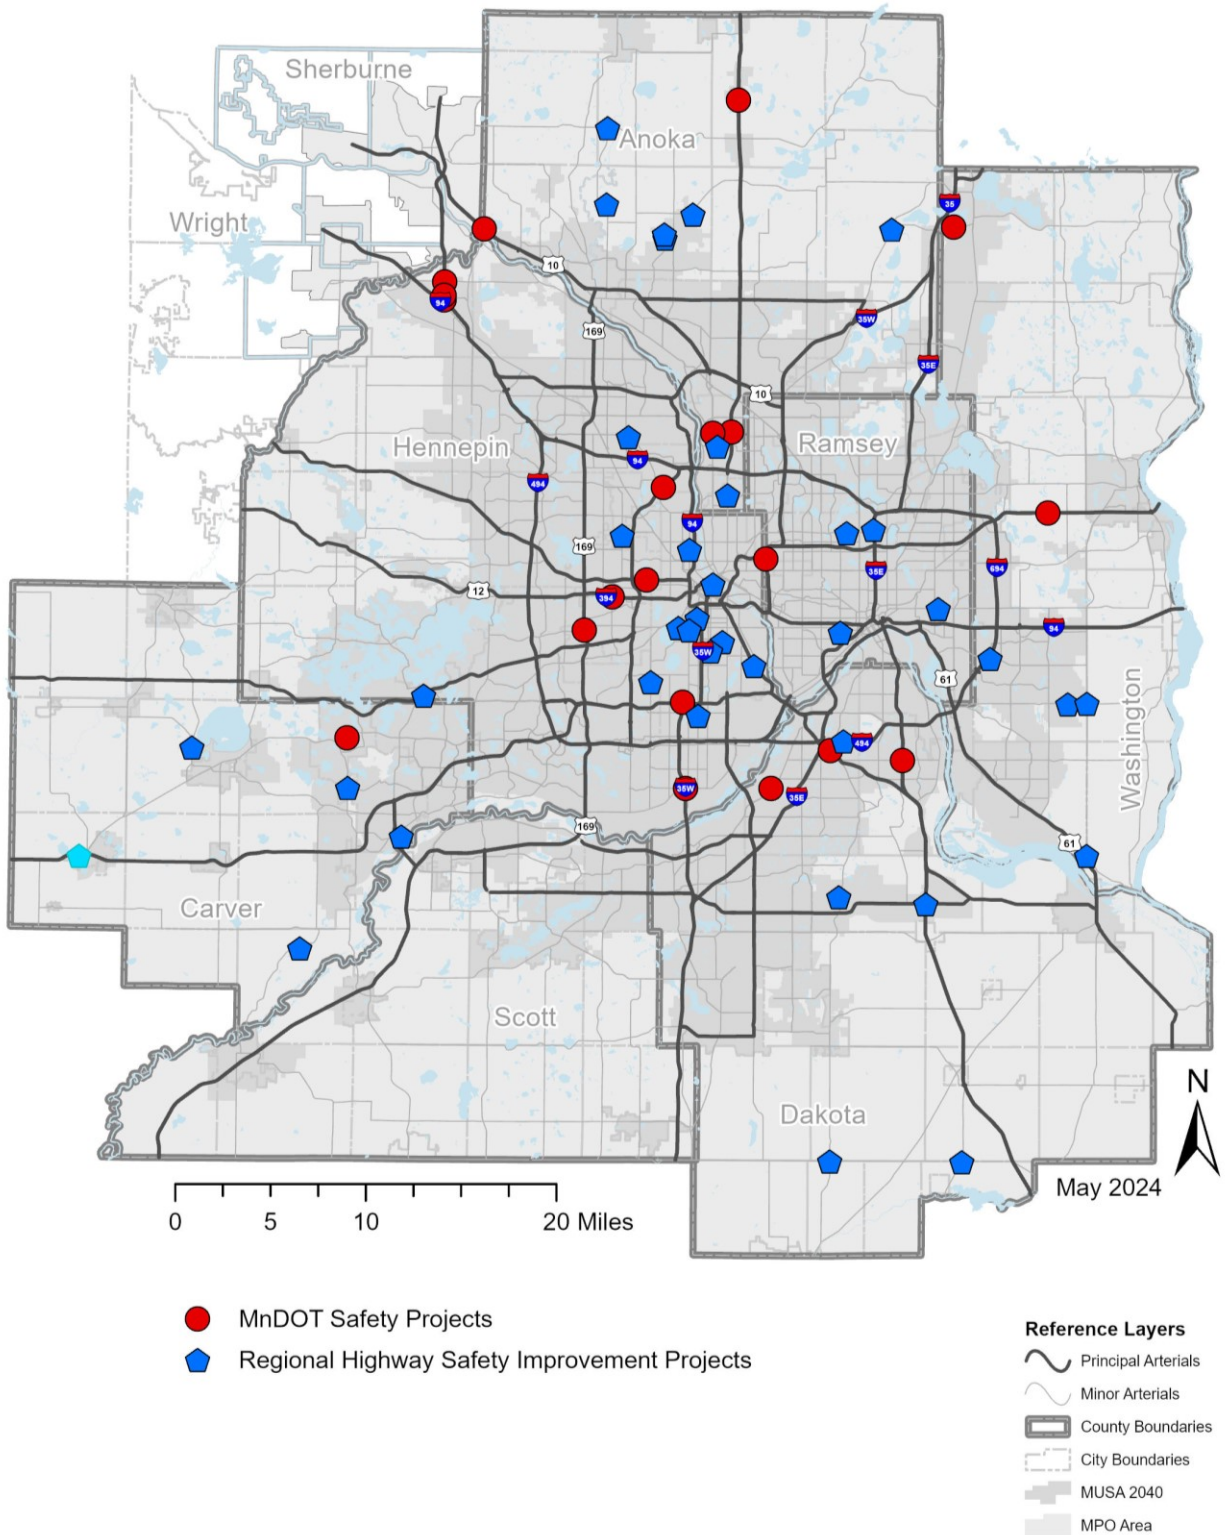 Sherburne
Anoka
Wright
35
10
94
169
35W
35E
10
Hennepin
Ramsey
94
494
94
169
35E
694
12
394
94
35W
61
Washington
494
35W
35E
169
61
Carver
Scott
N
Dakota
May 2024
0 5 10 20 Miles
MnDOT Safety Projects
Regional Highway Safety Improvement Projects
Reference Layers
Principal Arterials
Minor Arterials
County Boundaries
City Boundaries
MUSA 2040
MPO Area